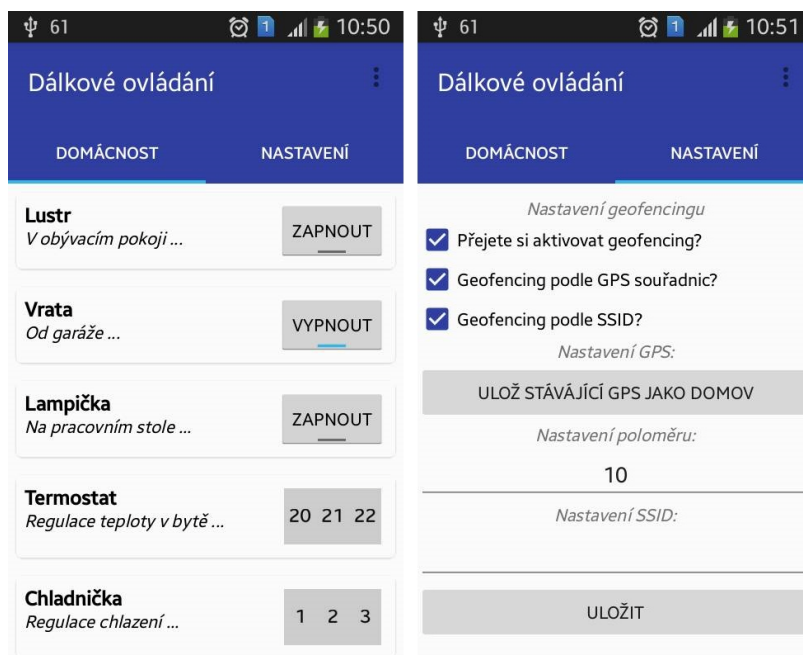 61 1 10:50
Dálkové ovládání
DOMÁCNOST NASTAVENÍ
Lustr
V obývacím pokoji ...
ZAPNOUT
Vrata
Od garáže ...
VYPNOUT
Lampička
Na pracovním stole ...
ZAPNOUT
Termostat
Regulace teploty v bytě ...
20 21 22
Chladnička
Regulace chlazení ...
1 2 3
61 1 10:51
Dálkové ovládání
DOMÁCNOST NASTAVENÍ
Nastavení geofencingu
Přejete si aktivovat geofencing?
Geofencing podle GPS souřadnic?
Geofencing podle SSID?
Nastavení GPS:
ULOŽ STÁVÁJÍCÍ GPS JAKO DOMOV
Nastavení poloměru:
10
Nastavení SSID:
ULOŽIT